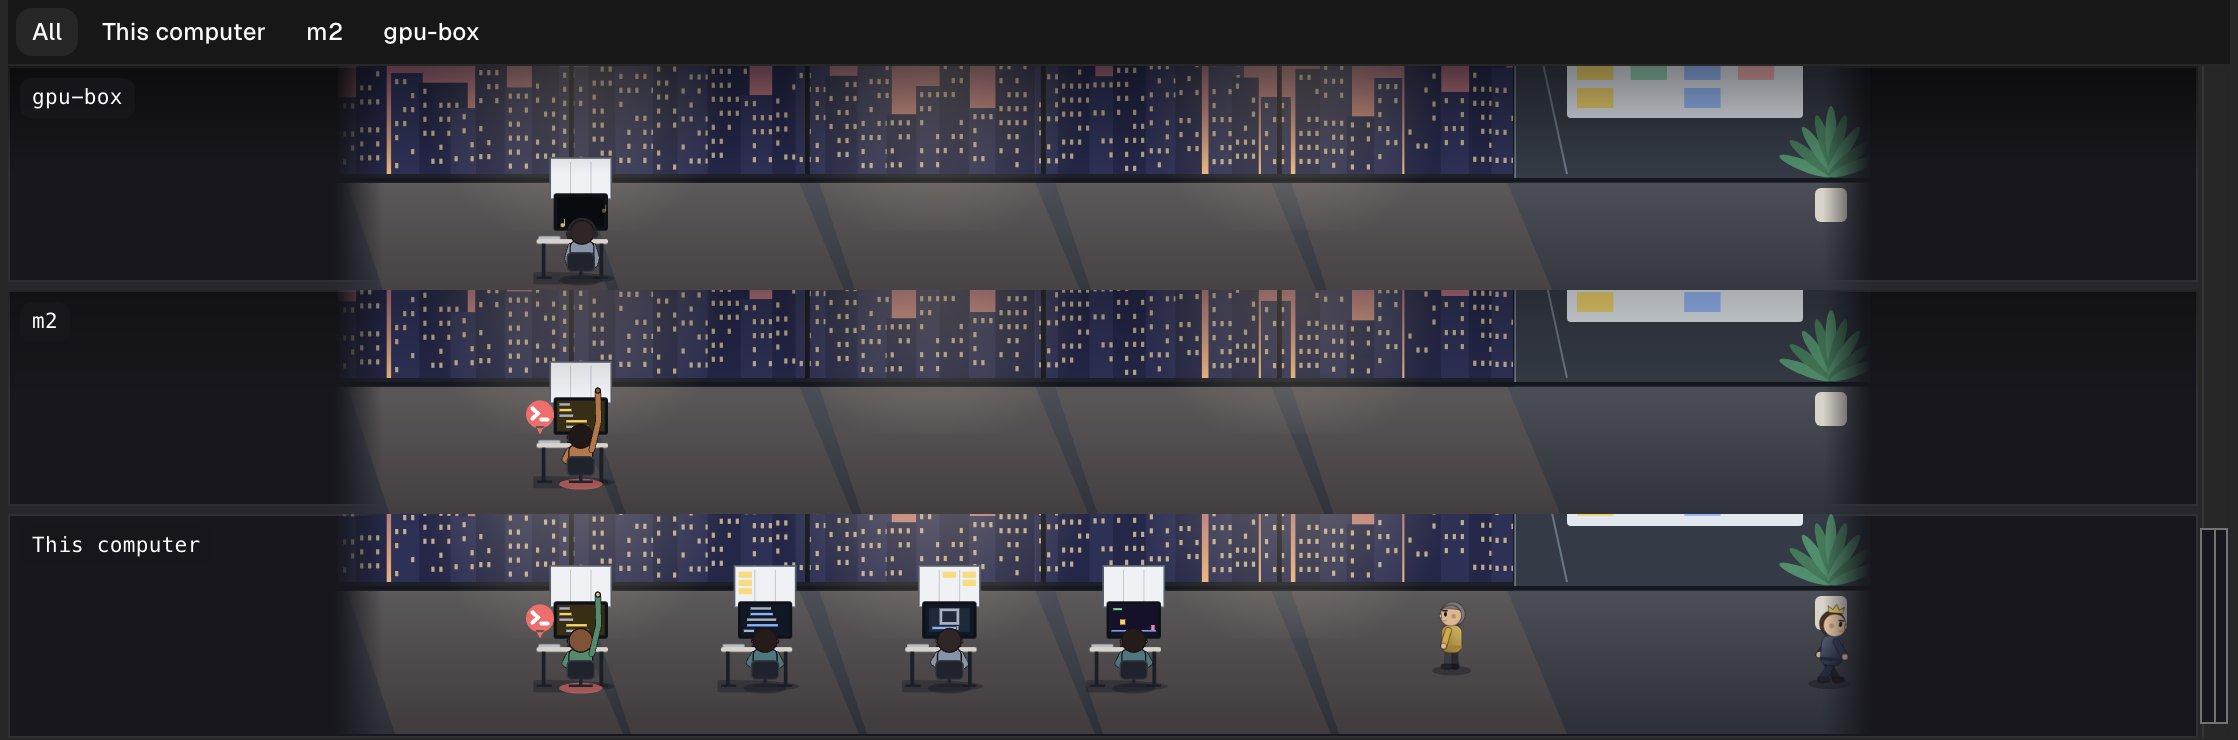 All This computer m2 gpu-box
gpu-box
m2
This computer